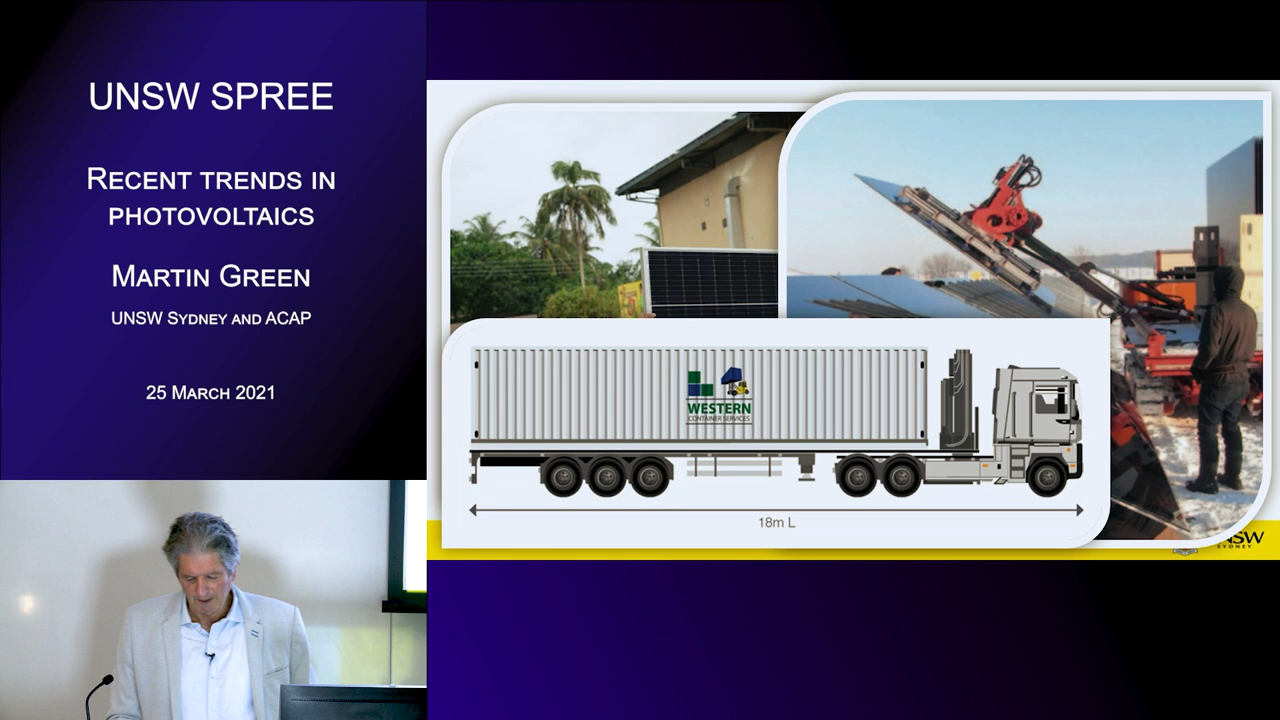 UNSW SPREE
RECENT TRENDS IN
PHOTOVOLTAICS
MARTIN GREEN
UNSW SYDNEY AND ACAP
25 MARCH 2021
WESTERN
CONTAINER SERVICES
18m L
SYDNEY